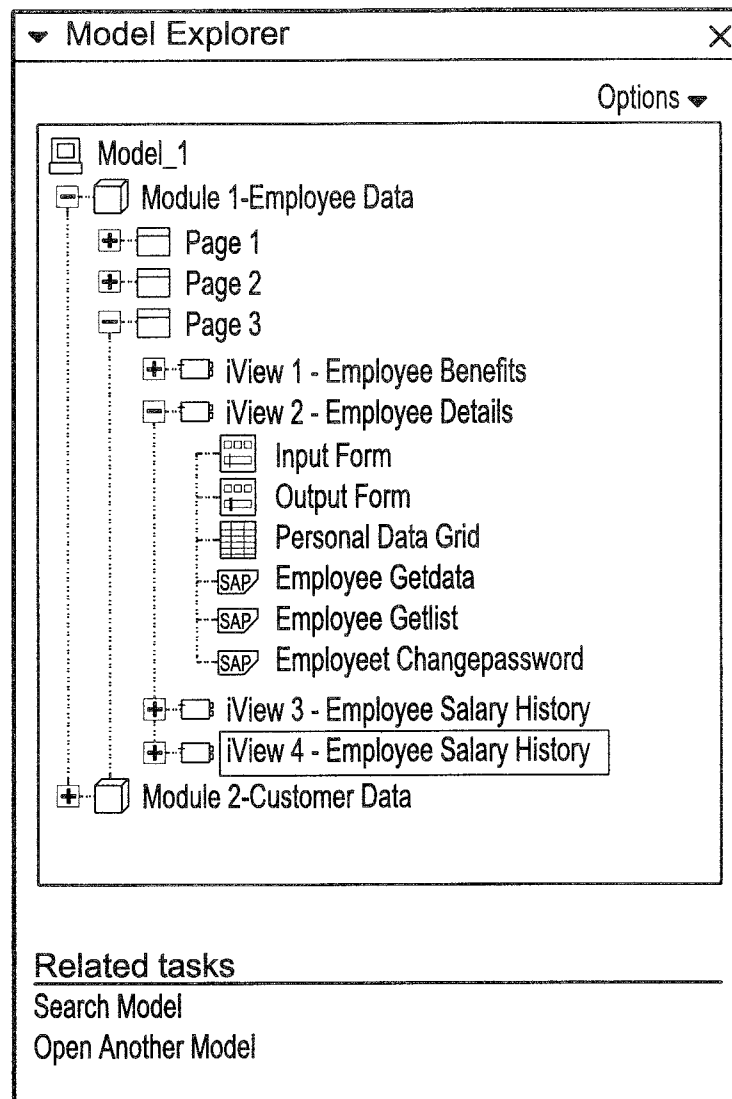 Model Explorer
Options
Model_1
Module 1-Employee Data
Page 1
Page 2
Page 3
iView 1 - Employee Benefits
iView 2 - Employee Details
Input Form
Output Form
Personal Data Grid
SAP Employee Getdata
SAP Employee Getlist
SAP Employeet Changepassword
iView 3 - Employee Salary History
iView 4 - Employee Salary History
Module 2-Customer Data
Related tasks
Search Model
Open Another Model